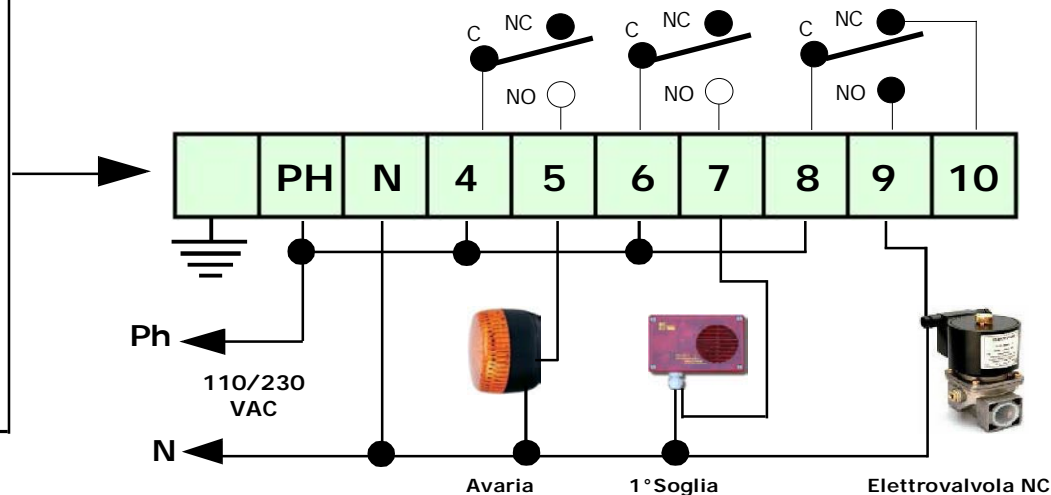 C NC C NC C NC
NO NO NO
PH N 4 5 6 7 8 9 10
Ph
110/230
VAC
N
Avaria 1°Soglia Elettrovalvola NC